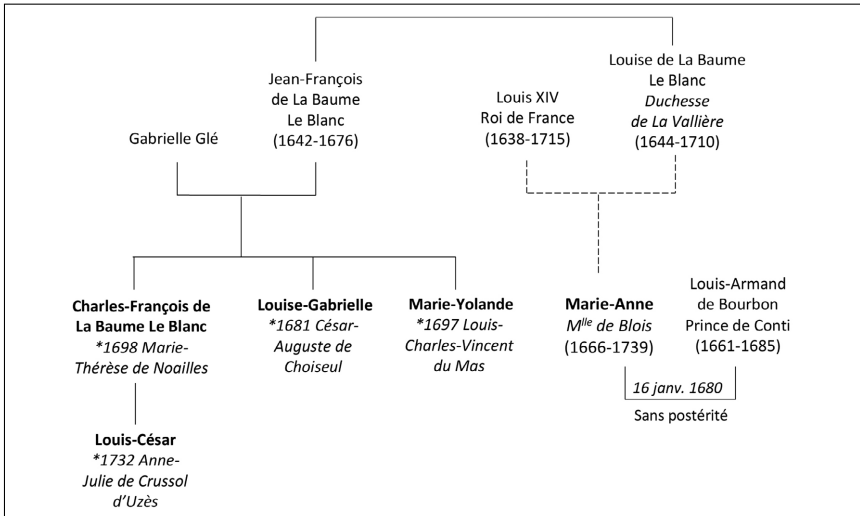 Gabrielle Glé
Jean-François
de La Baume
Le Blanc
(1642-1676)
Louis XIV
Roi de France
(1638-1715)
Louise de La Baume
Le Blanc
Duchesse
de La Vallière
(1644-1710)
Charles-François de
La Baume Le Blanc
*1698 Marie-
Thérèse de Noailles
Louise-Gabrielle
*1681 César-
Auguste de
Choiseul
Marie-Yolande
*1697 Louis-
Charles-Vincent
du Mas
Marie-Anne
Mlle de Blois
(1666-1739)
Louis-Armand
de Bourbon
Prince de Conti
(1661-1685)
16 janv. 1680
Sans postérité
Louis-César
*1732 Anne-
Julie de Crussol
d’Uzès